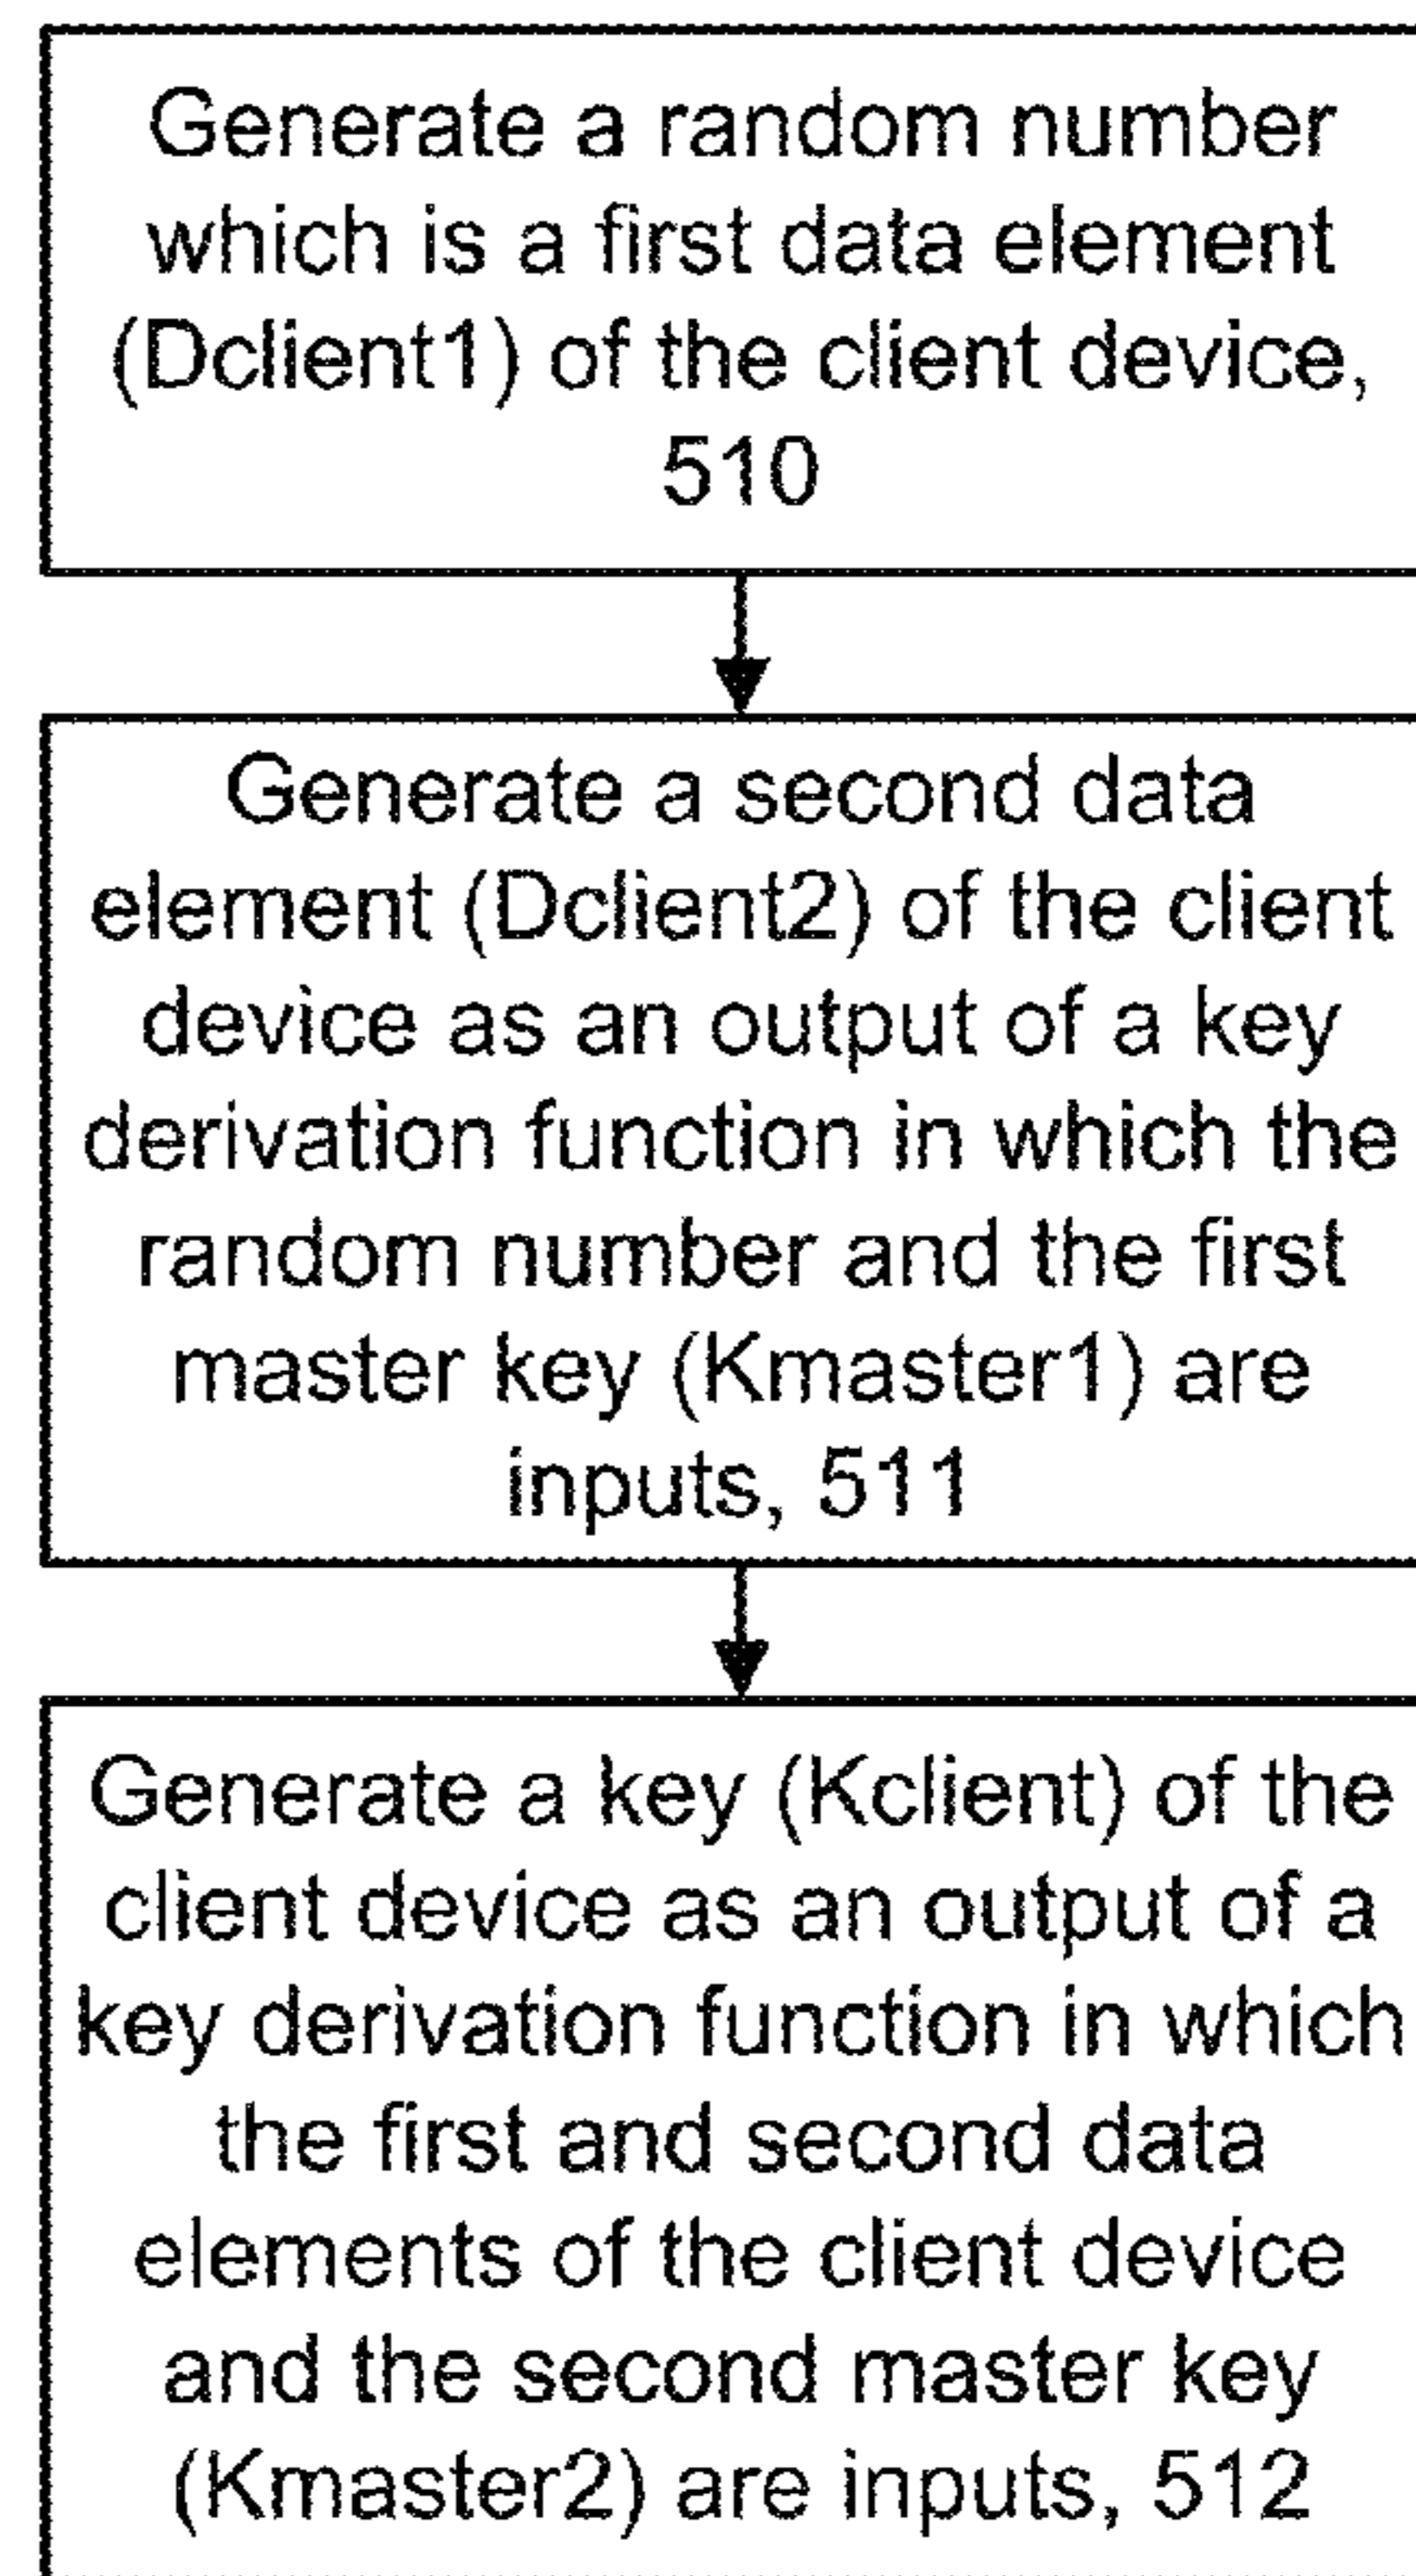 Generate a random number
which is a first data element
(Dclient1) of the client device,
510
Generate a second data
element (Dclient2) of the client
device as an output of a key
derivation function in which the
random number and the first
master key (Kmaster1) are
inputs, 511
Generate a key (Kclient) of the
client device as an output of a
key derivation function in which
the first and second data
elements of the client device
and the second master key
(Kmaster2) are inputs, 512